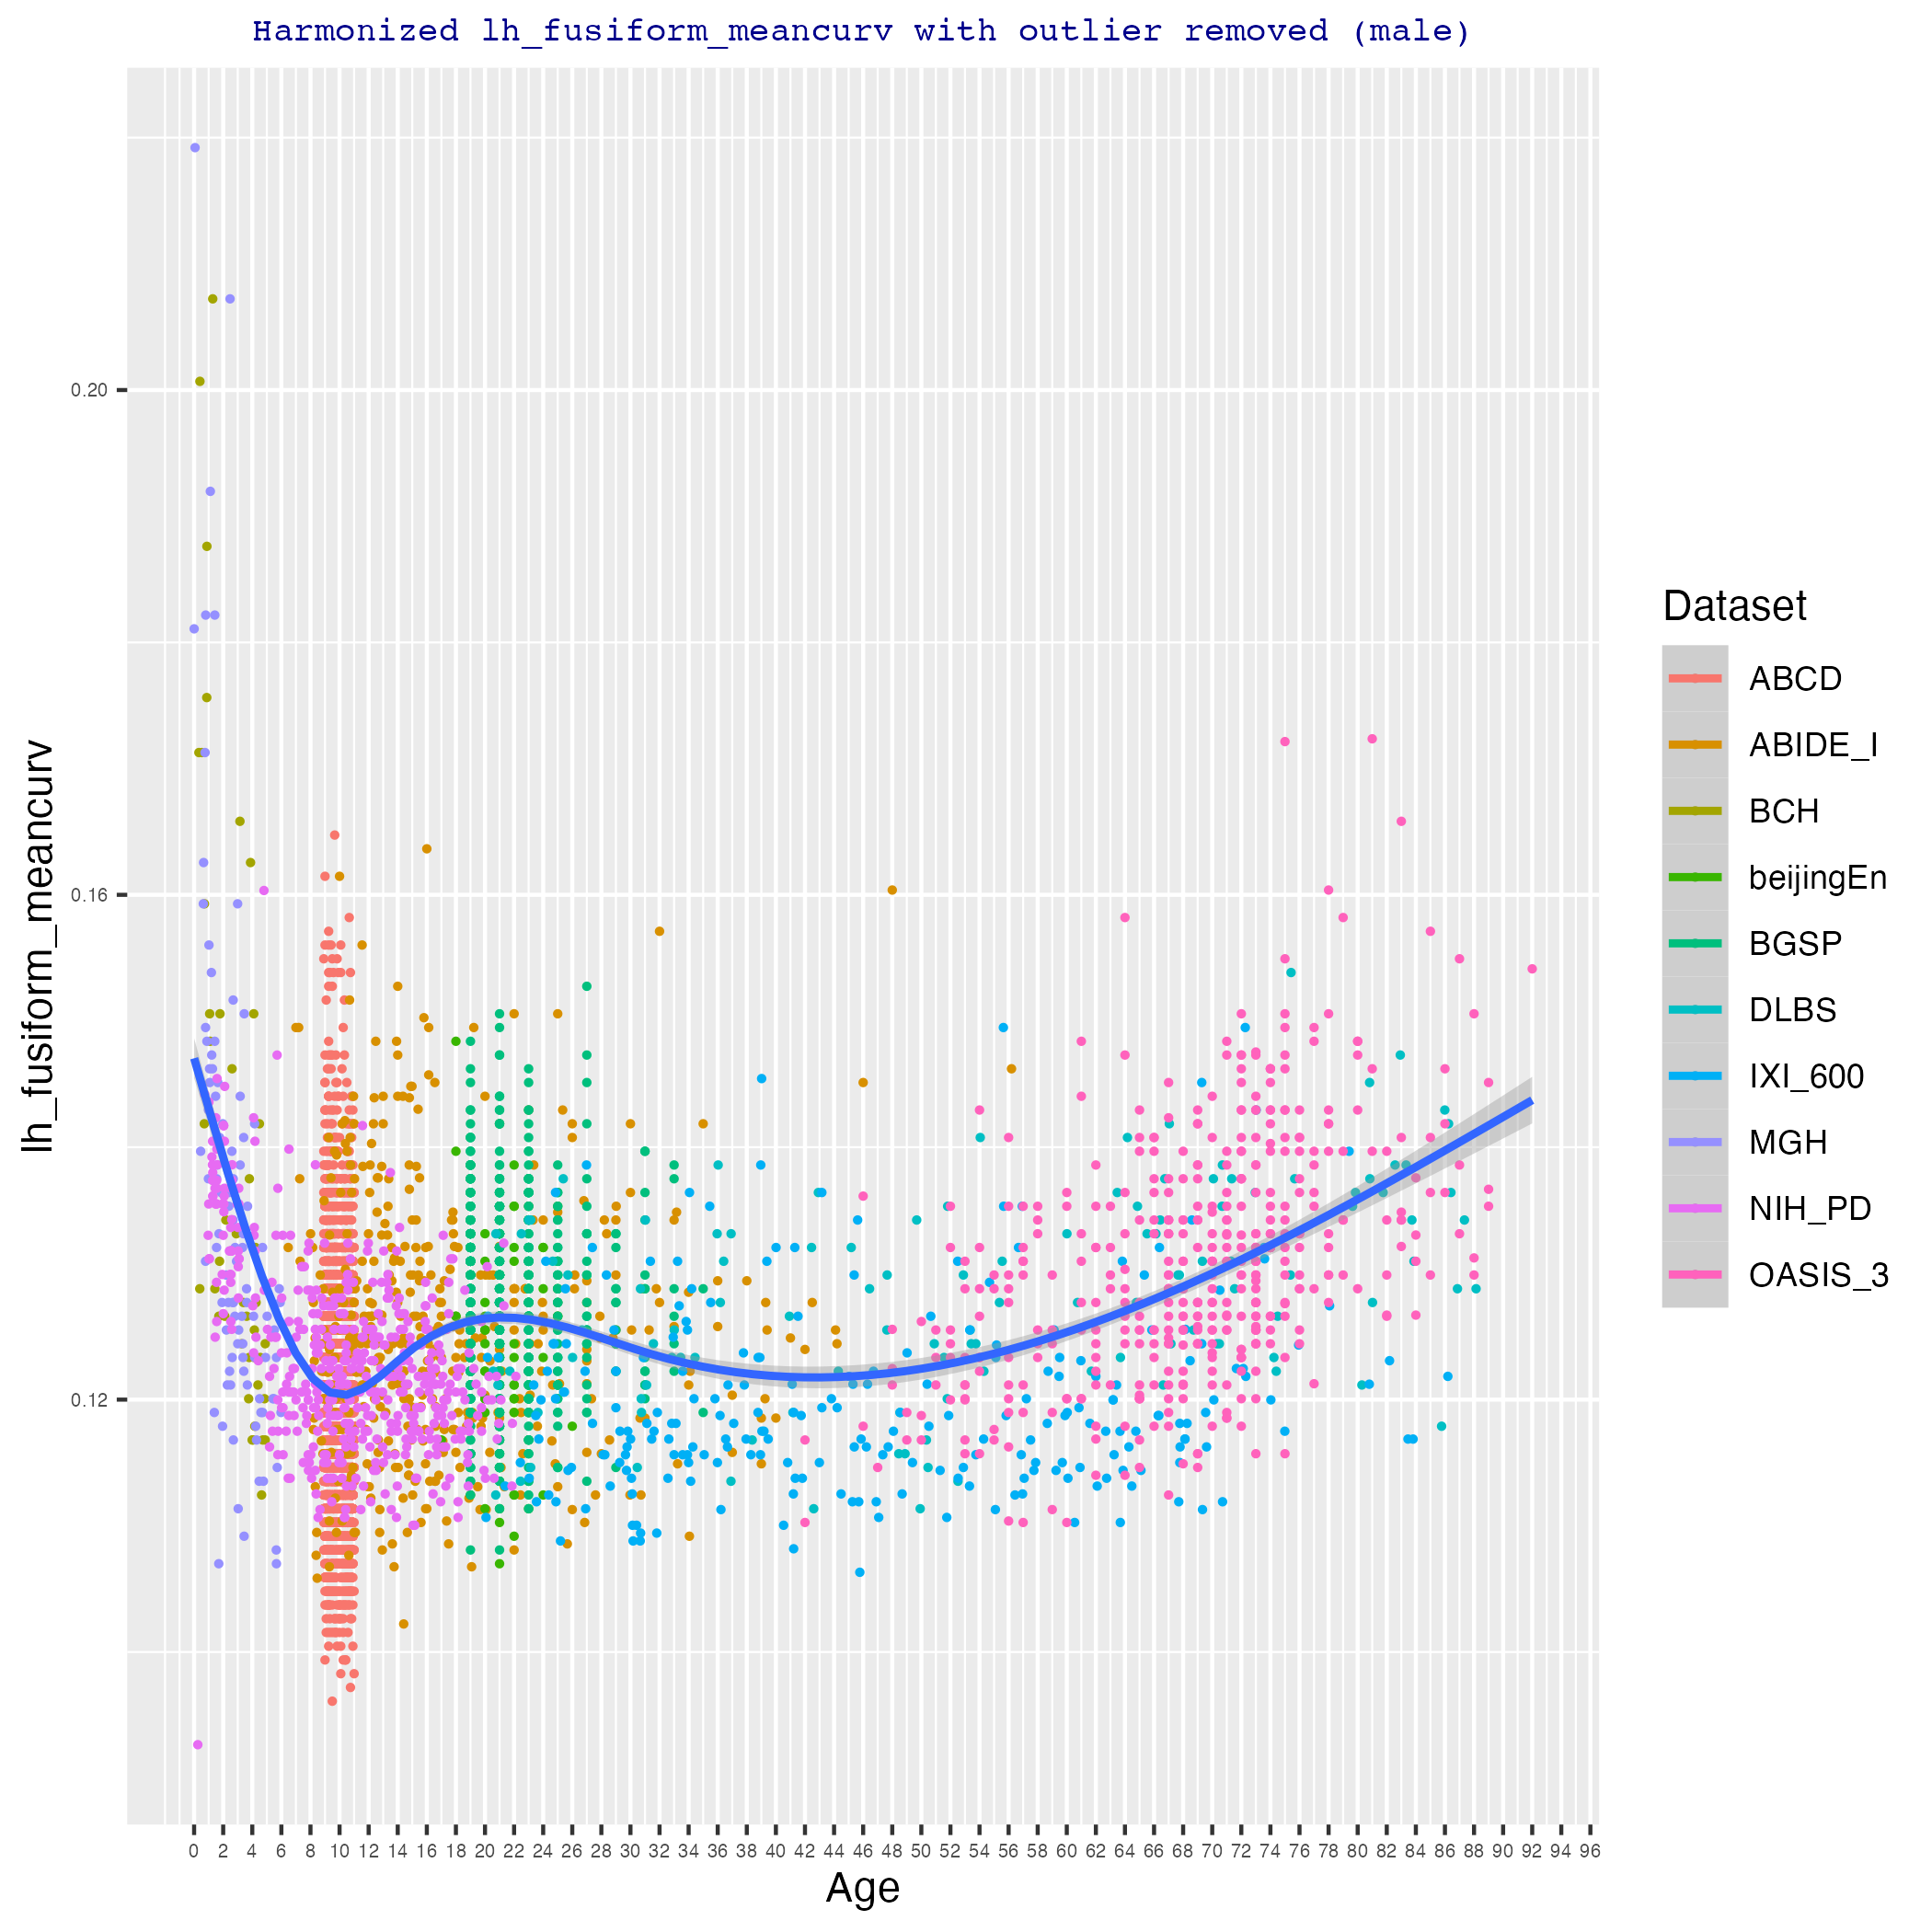 Harmonized lh_fusiform_meancurv with outlier removed (male)
lh_fusiform_meancurv
0.20
0.16
0.12
0 2 4 6 8 10 12 14 16 18 20 22 24 26 28 30 32 34 36 38 40 42 44 46 48 50 52 54 56 58 60 62 64 66 68 70 72 74 76 78 80 82 84 86 88 90 92 94 96
Age
Dataset
ABCD
ABIDE_I
BCH
beijingEn
BGSP
DLBS
IXI_600
MGH
NIH_PD
OASIS_3